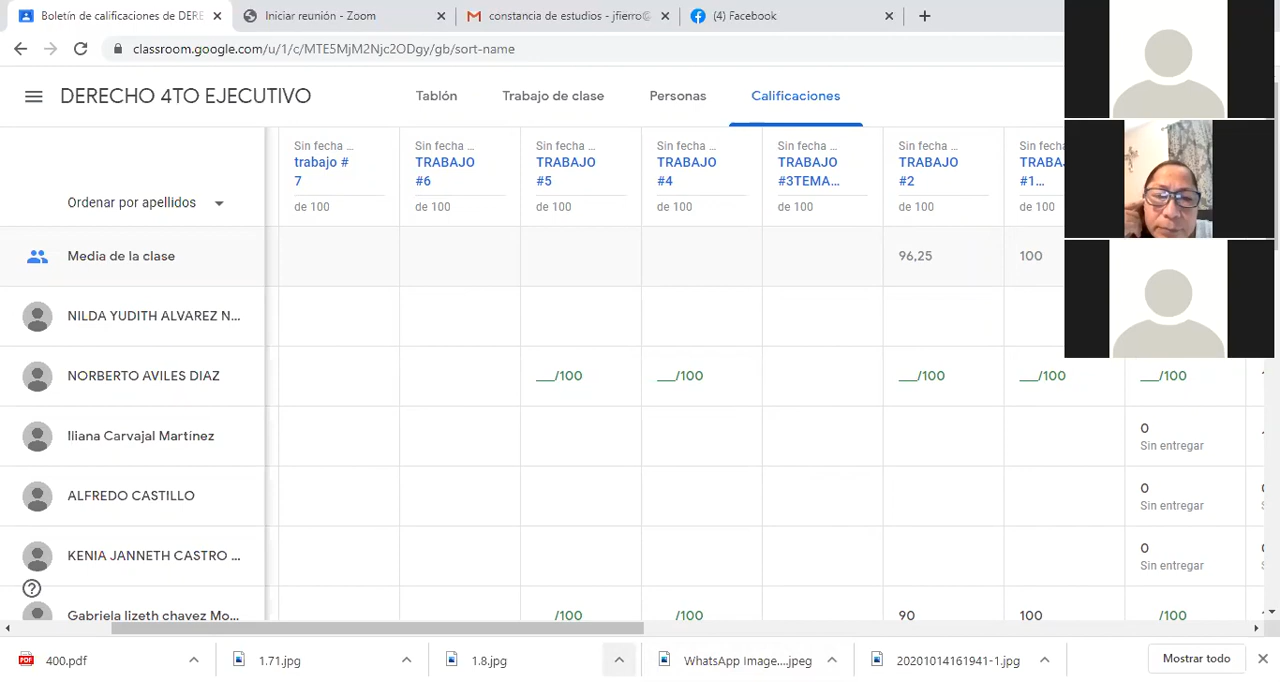 Boletín de calificaciones de DERE
Iniciar reunión - Zoom
constancia de estudios - jfierro@
(4) Facebook
classroom.google.com/u/1/c/MTE5MjM2Njc2ODgy/gb/sort-name
DERECHO 4TO EJECUTIVO
Tablón
Trabajo de clase
Personas
Calificaciones
Sin fecha ... Sin fecha ... Sin fecha ... Sin fecha ... Sin fecha ... Sin fecha ... Sin fecha
trabajo # TRABAJO TRABAJO TRABAJO TRABAJO TRABAJO TRABAJ
7 #6 #5 #4 #3TEMA... #2 #1...
Ordenar por apellidos
de 100 de 100 de 100 de 100 de 100 de 100 de 100
Media de la clase 96,25 100
NILDA YUDITH ALVAREZ N...
NORBERTO AVILES DIAZ __/100 __/100 __/100 __/100 __/100
Iliana Carvajal Martínez 0
Sin entregar
ALFREDO CASTILLO 0
Sin entregar
KENIA JANNETH CASTRO ... 0
Sin entregar
Gabriela lizeth chavez Mo... /100 /100 90 100 /100
400.pdf
1.71.jpg
1.8.jpg
WhatsApp Image....jpeg
20201014161941-1.jpg
Mostrar todo